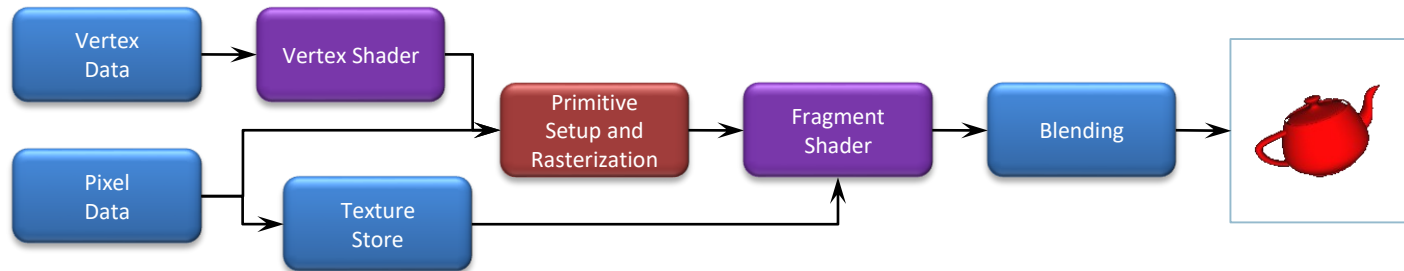 Vertex
Data
Vertex Shader
Primitive
Setup and
Rasterization
Fragment
Shader
Blending
Pixel
Data
Texture
Store